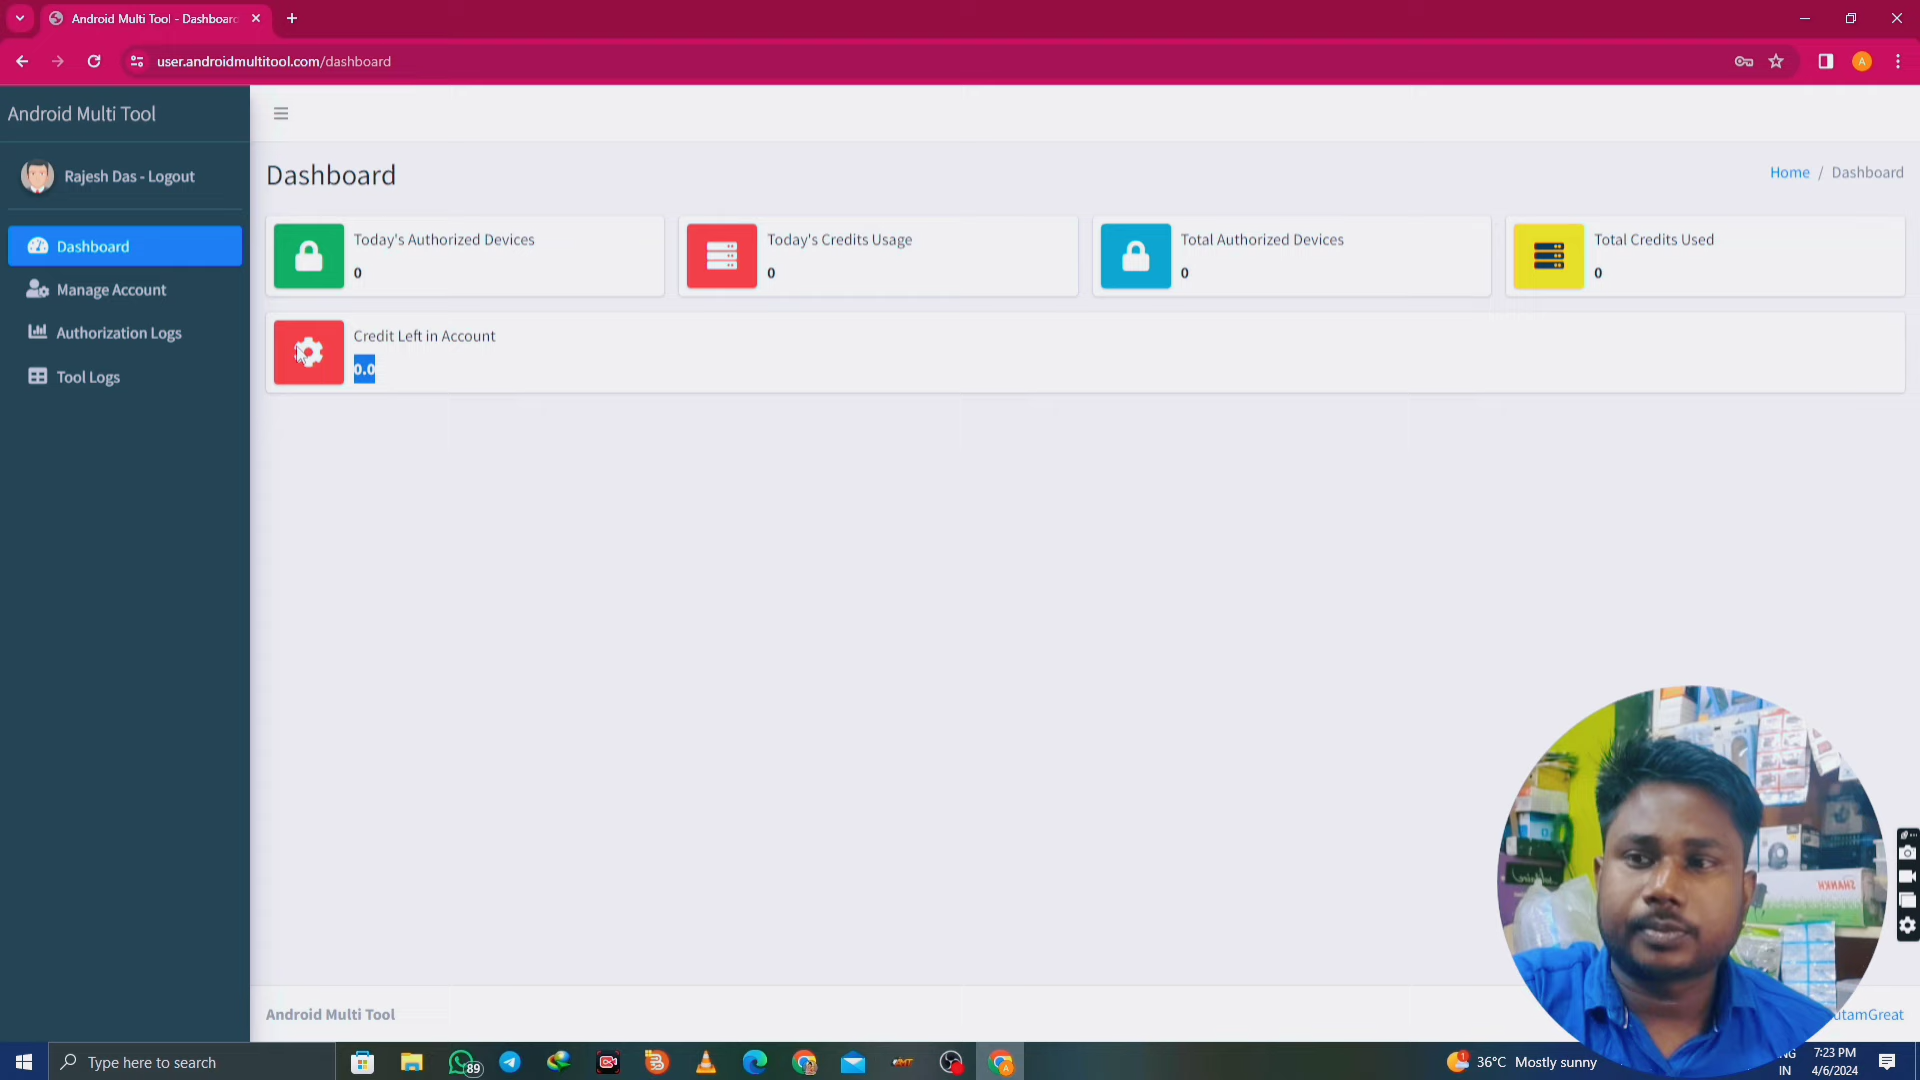 Android Multi Tool - Dashboard
user.androidmultitool.com/dashboard
A
Android Multi Tool
Rajesh Das - Logout
Dashboard
Manage Account
Authorization Logs
Tool Logs
Dashboard
Home / Dashboard
Today's Authorized Devices
0
Today's Credits Usage
0
Total Authorized Devices
0
Total Credits Used
0
Credit Left in Account
0.0
SHANKH
Android Multi Tool
utamGreat
Type here to search
89
1
36°C Mostly sunny
NG
IN
7:23 PM
4/6/2024